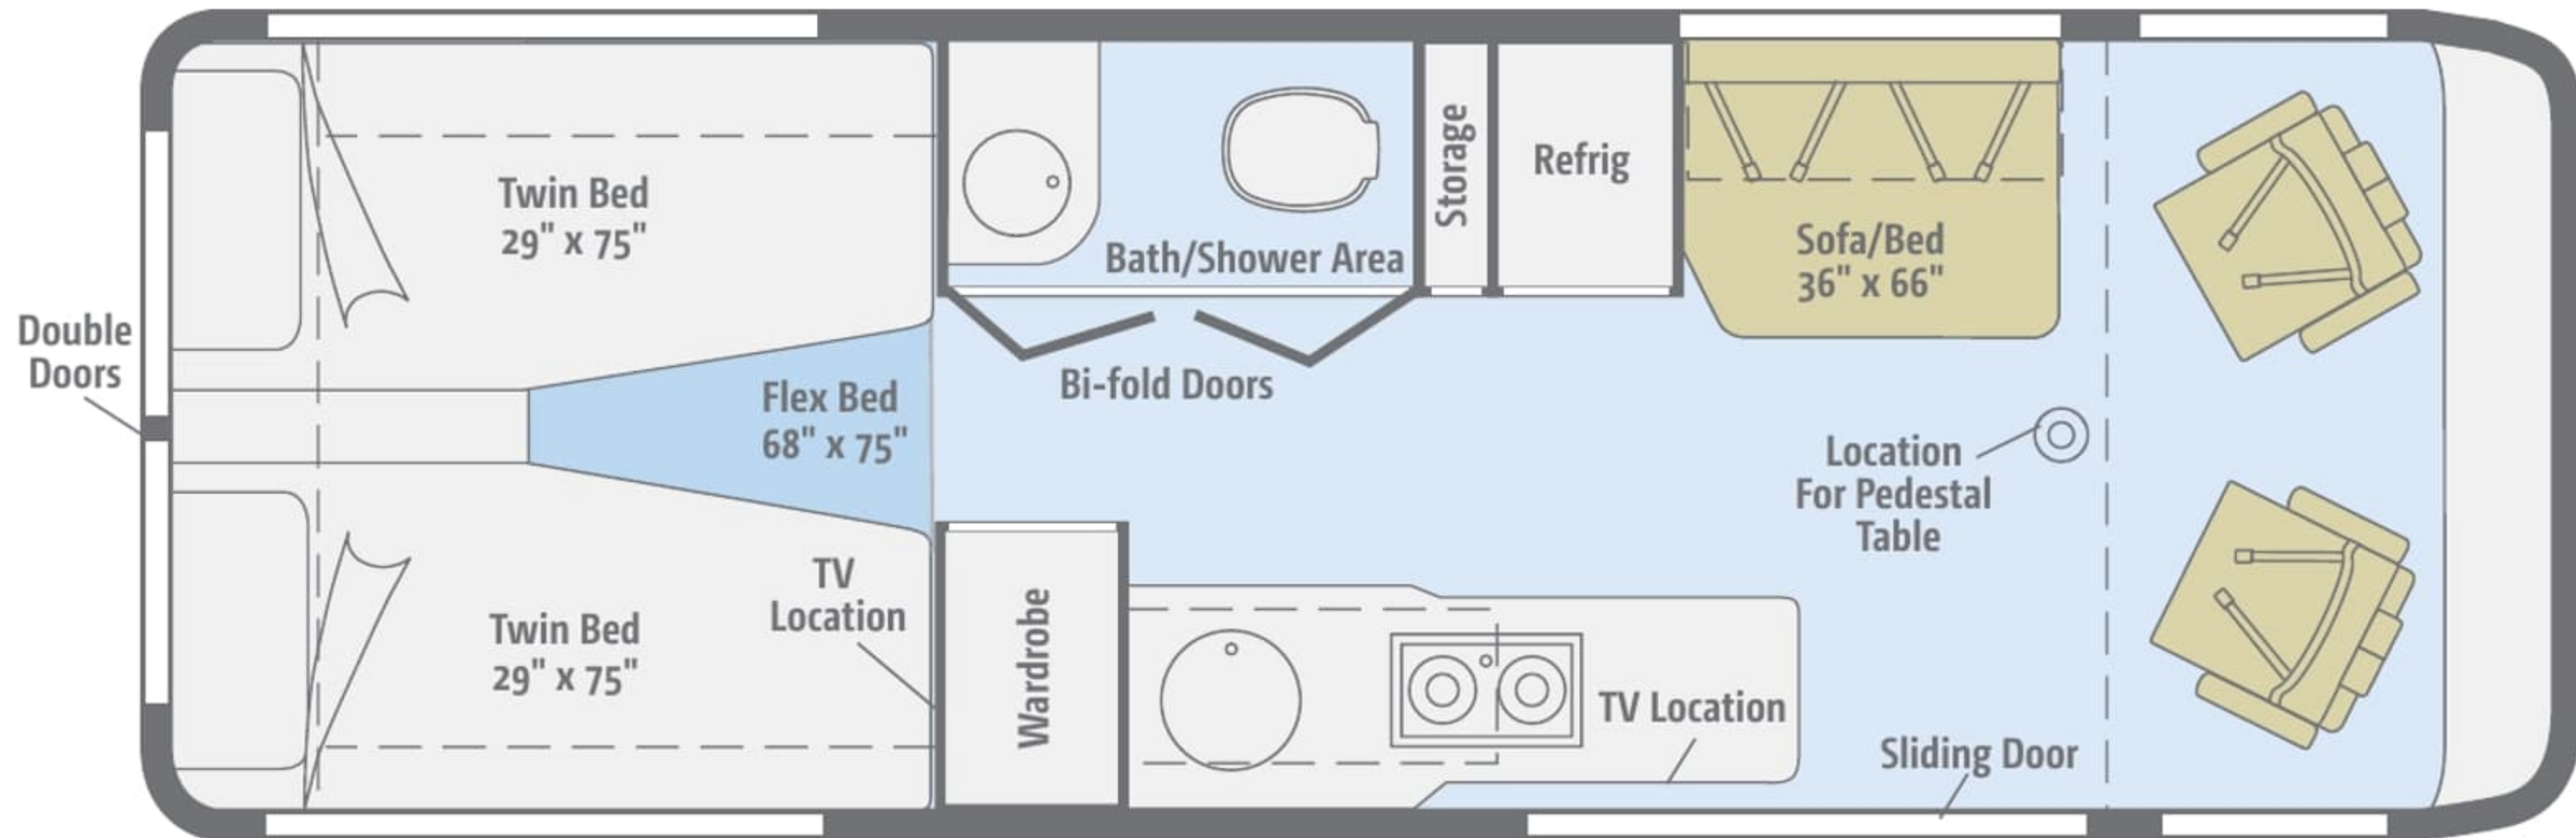 Twin Bed
29" x 75"
Double
Doors
Flex Bed
68" x 75"
Twin Bed
29" x 75"
TV
Location
Bath/Shower Area
Bi-fold Doors
Storage
Refrig
Sofa/Bed
36" x 66"
Location
For Pedestal
Table
Wardrobe
TV Location
Sliding Door